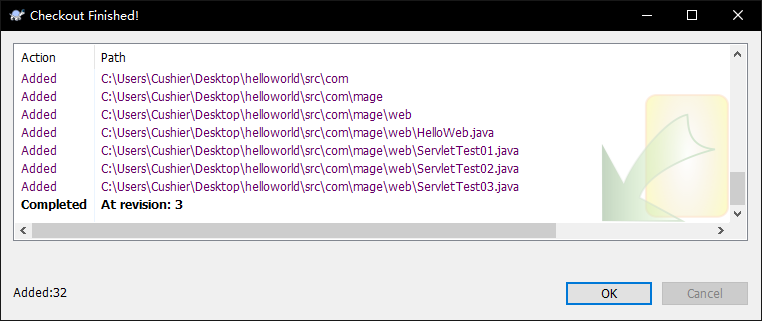 Checkout Finished!
Action Path
Added C:\Users\Cushier\Desktop\helloworld\src\com
Added C:\Users\Cushier\Desktop\helloworld\src\com\mage
Added C:\Users\Cushier\Desktop\helloworld\src\com\mage\web
Added C:\Users\Cushier\Desktop\helloworld\src\com\mage\web\HelloWeb.java
Added C:\Users\Cushier\Desktop\helloworld\src\com\mage\web\ServletTest01.java
Added C:\Users\Cushier\Desktop\helloworld\src\com\mage\web\ServletTest02.java
Added C:\Users\Cushier\Desktop\helloworld\src\com\mage\web\ServletTest03.java
Completed At revision: 3
Added:32 OK Cancel